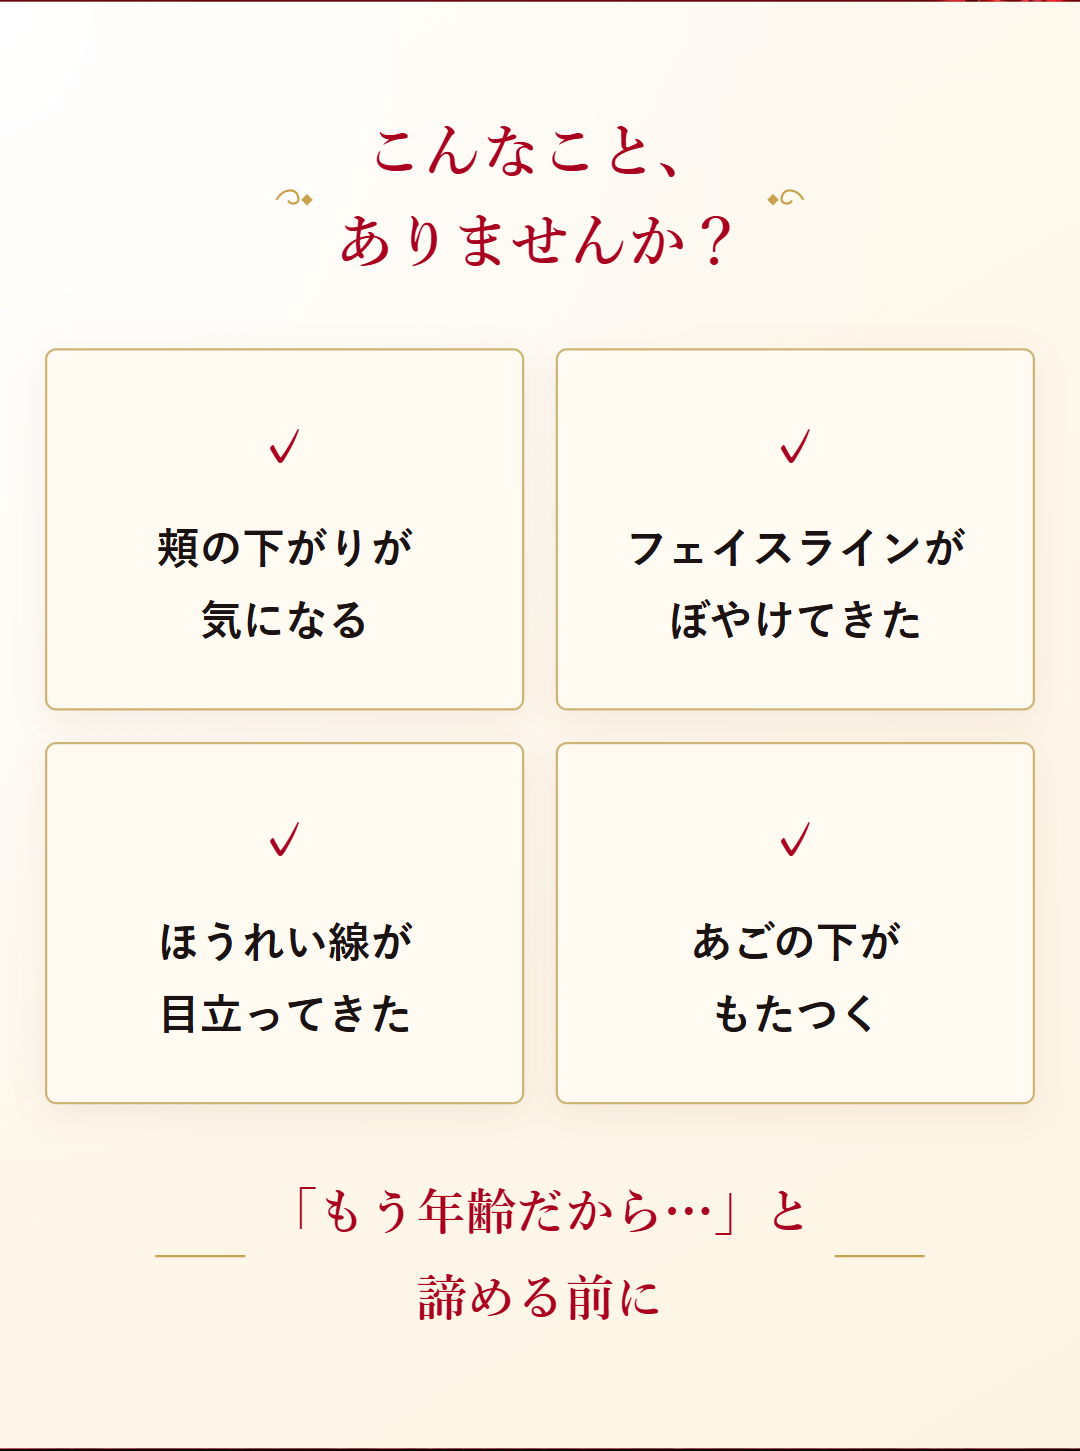 こんなこと、
ありませんか？
✓
頬の下がりが
気になる
✓
フェイスラインが
ぼやけてきた
✓
ほうれい線が
目立ってきた
✓
あごの下が
もたつく
「もう年齢だから…」と
諦める前に